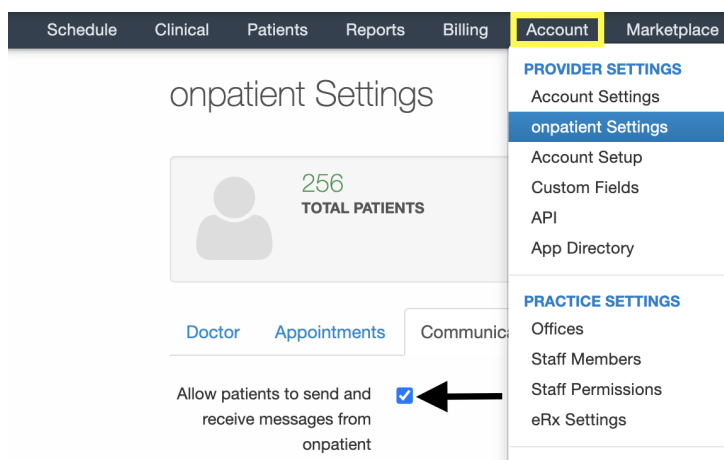 Schedule Clinical Patients Reports Billing Account Marketplace
onpatient Settings
256
TOTAL PATIENTS
Doctor Appointments Communica
Allow patients to send and
receive messages from
onpatient
PROVIDER SETTINGS
Account Settings
onpatient Settings
Account Setup
Custom Fields
API
App Directory
PRACTICE SETTINGS
Offices
Staff Members
Staff Permissions
eRx Settings